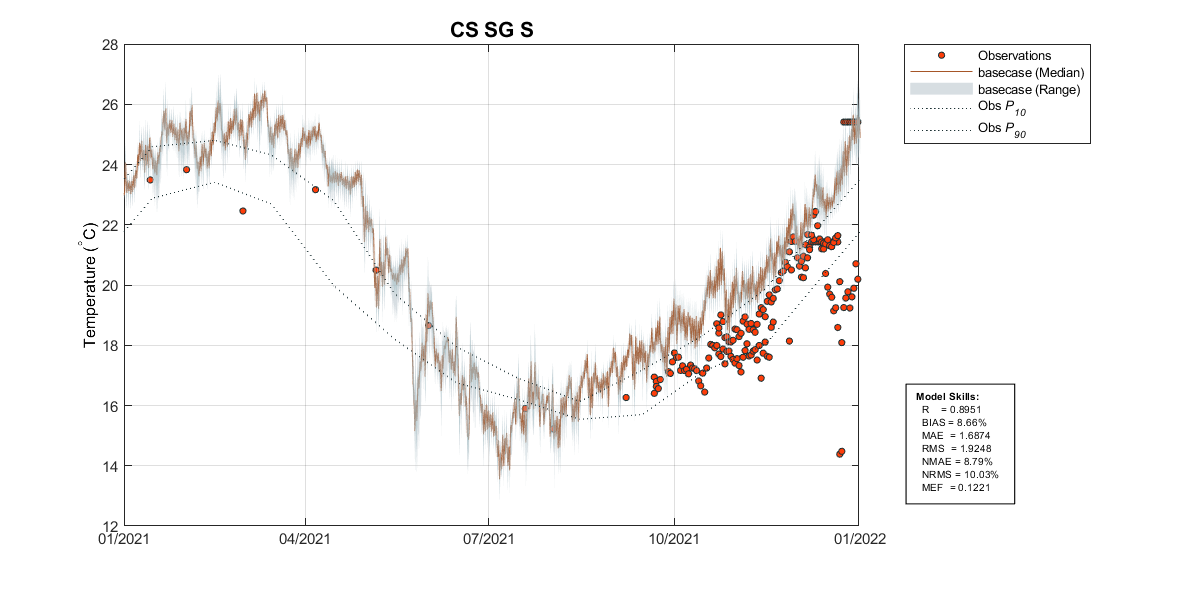 CS SG S
28
26
24
22
20
18
16
14
12
Temperature (°C)
01/2021
04/2021
07/2021
10/2021
01/2022
Observations
basecase (Median)
basecase (Range)
Obs P10
Obs P90
Model Skills:
R = 0.8951
BIAS = 8.66%
MAE = 1.6874
RMS = 1.9248
NMAE = 8.79%
NRMS = 10.03%
MEF = 0.1221